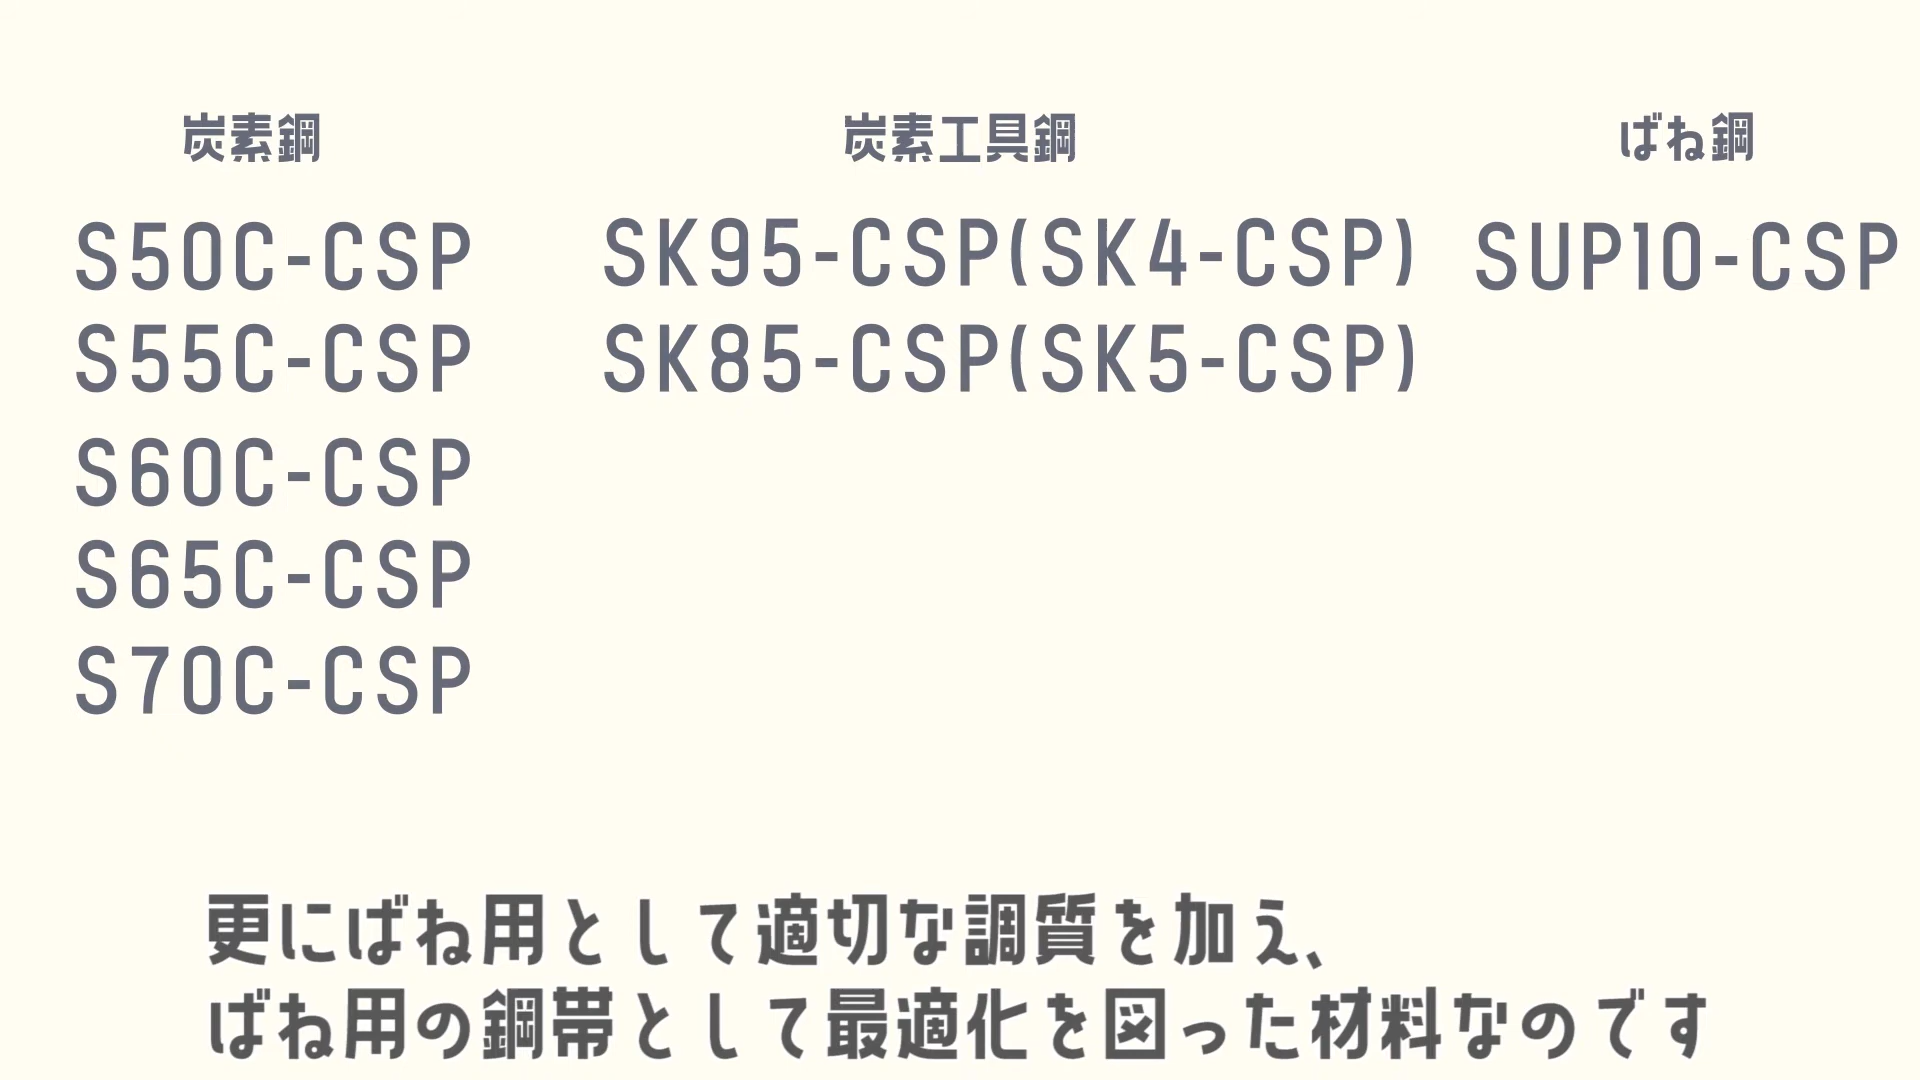 炭素鋼
S50C-CSP
S55C-CSP
S60C-CSP
S65C-CSP
S70C-CSP
炭素工具鋼
SK95-CSP(SK4-CSP)
SK85-CSP(SK5-CSP)
ばね鋼
SUP10-CSP
更にばね用として適切な調質を加え、
ばね用の鋼帯として最適化を図った材料なのです